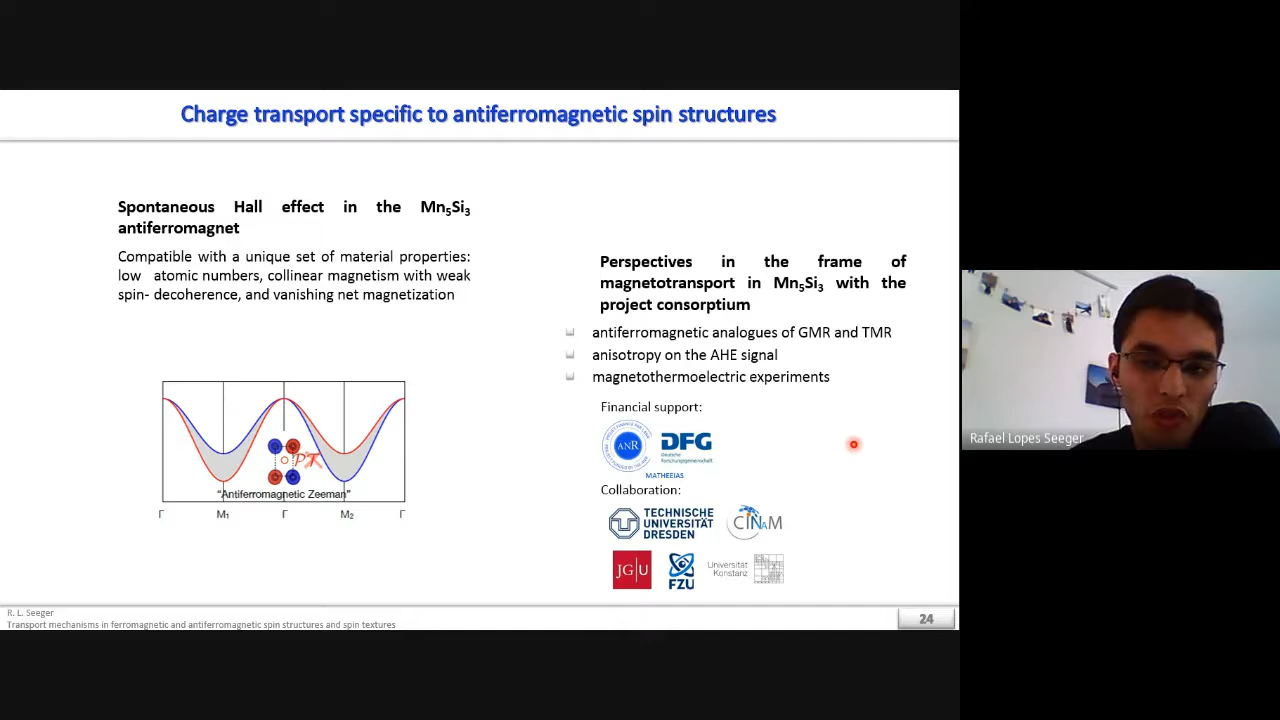 Charge transport specific to antiferromagnetic spin structures
Spontaneous Hall effect in the Mn₅Si₃
antiferromagnet
Compatible with a unique set of material properties:
low atomic numbers, collinear magnetism with weak
spin- decoherence, and vanishing net magnetization
PT
"Antiferromagnetic Zeeman"
Γ M₁ Γ M₂ Γ
Perspectives in the frame of
magnetotransport in Mn₅Si₃ with the
project consorptium
antiferromagnetic analogues of GMR and TMR
anisotropy on the AHE signal
magnetothermoelectric experiments
Financial support:
ANR
DFG
Deutsche
Forschungsgemeinschaft
MATHEEIAS
Collaboration:
TECHNISCHE
UNIVERSITÄT
DRESDEN
CINaM
JG|U
FZU
Universität
Konstanz
R. L. Seeger
Transport mechanisms in ferromagnetic and antiferromagnetic spin structures and spin textures
24
Rafael Lopes Seeger